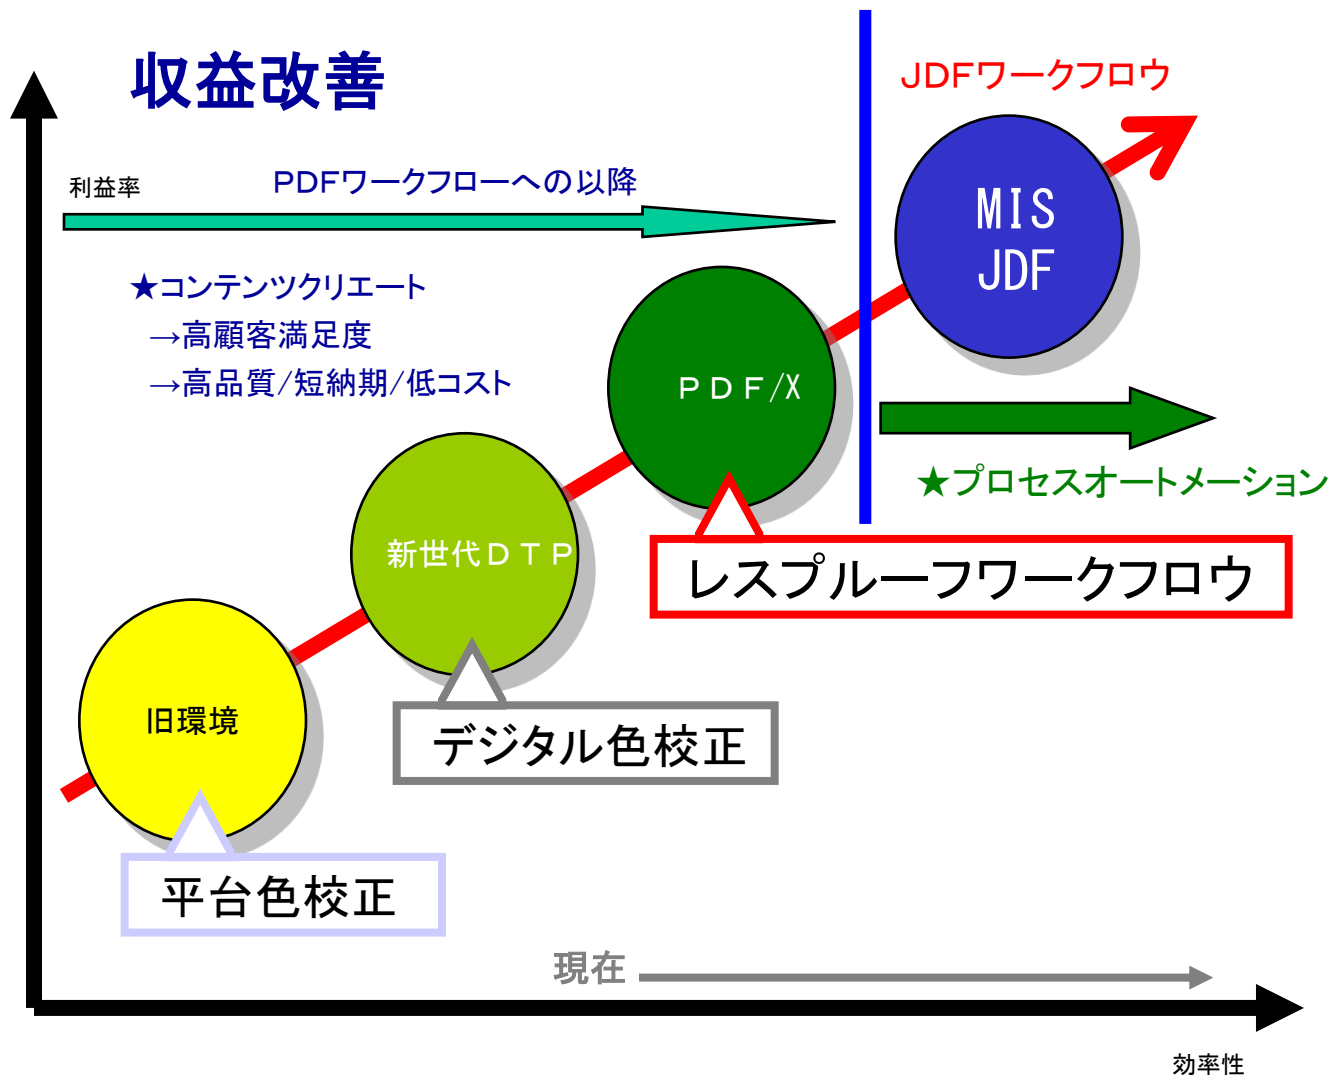 収益改善
JDFワークフロウ
利益率
PDFワークフローへの以降
MIS
JDF
★コンテンツクリエート
→高顧客満足度
→高品質/短納期/低コスト
PDF/X
★プロセスオートメーション
新世代DTP
レスプルーフワークフロウ
旧環境
デジタル色校正
平台色校正
現在
効率性